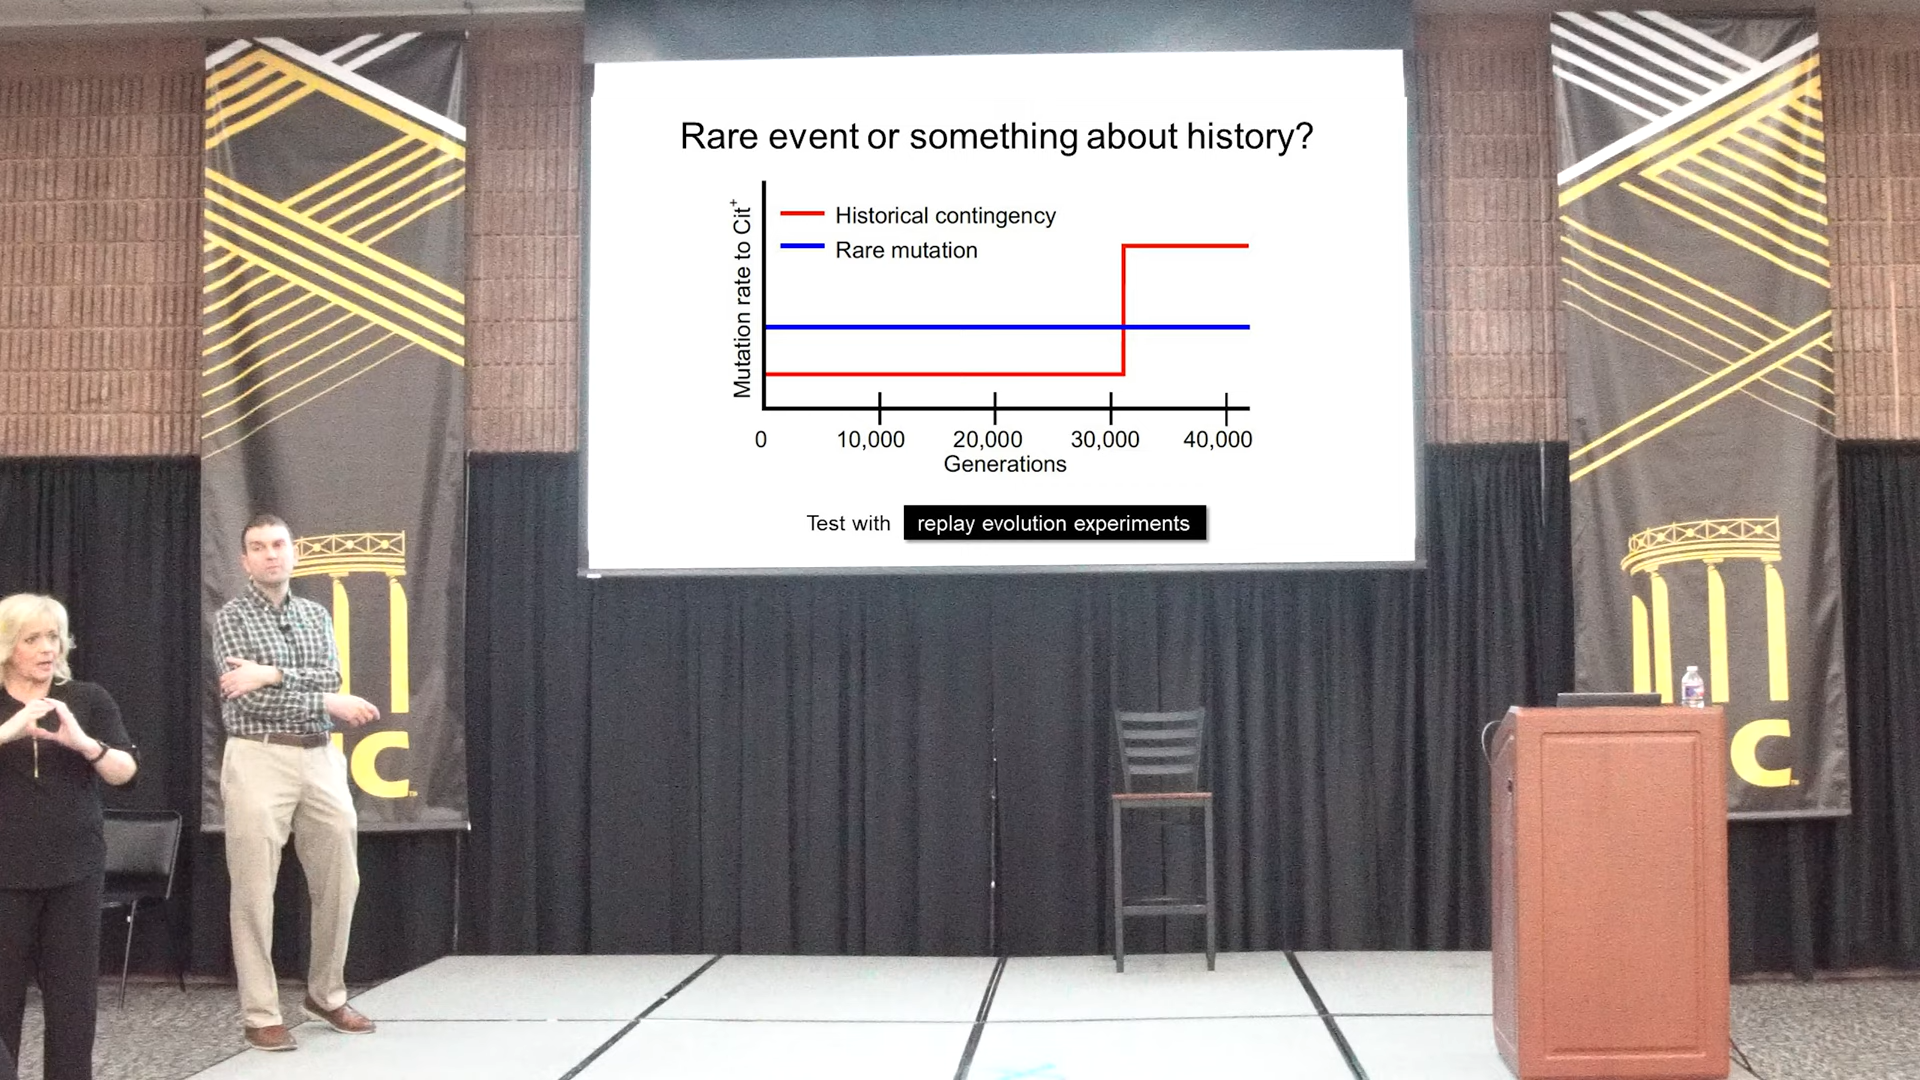 Rare event or something about history?
Mutation rate to Cit+
Historical contingency
Rare mutation
0 10,000 20,000 30,000 40,000
Generations
Test with replay evolution experiments
C
C